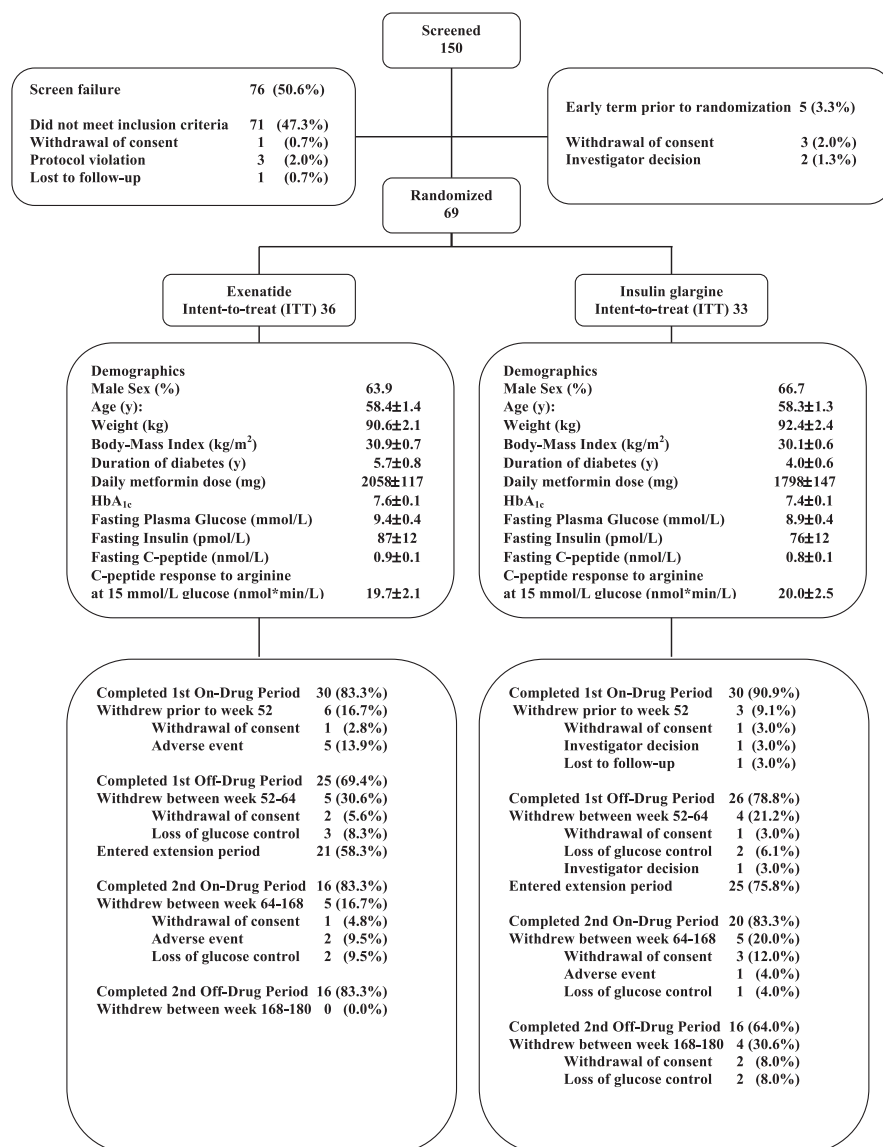 Screened
150
Screen failure 76 (50.6%)
Did not meet inclusion criteria 71 (47.3%)
Withdrawal of consent 1 (0.7%)
Protocol violation 3 (2.0%)
Lost to follow-up 1 (0.7%)
Early term prior to randomization 5 (3.3%)
Withdrawal of consent 3 (2.0%)
Investigator decision 2 (1.3%)
Randomized
69
Exenatide
Intent-to-treat (ITT) 36
Insulin glargine
Intent-to-treat (ITT) 33
Demographics
Male Sex (%) 63.9
Age (y): 58.4±1.4
Weight (kg) 90.6±2.1
Body-Mass Index (kg/m²) 30.9±0.7
Duration of diabetes (y) 5.7±0.8
Daily metformin dose (mg) 2058±117
HbA1c 7.6±0.1
Fasting Plasma Glucose (mmol/L) 9.4±0.4
Fasting Insulin (pmol/L) 87±12
Fasting C-peptide (nmol/L) 0.9±0.1
C-peptide response to arginine
at 15 mmol/L glucose (nmol*min/L) 19.7±2.1
Demographics
Male Sex (%) 66.7
Age (y): 58.3±1.3
Weight (kg) 92.4±2.4
Body-Mass Index (kg/m²) 30.1±0.6
Duration of diabetes (y) 4.0±0.6
Daily metformin dose (mg) 1798±147
HbA1c 7.4±0.1
Fasting Plasma Glucose (mmol/L) 8.9±0.4
Fasting Insulin (pmol/L) 76±12
Fasting C-peptide (nmol/L) 0.8±0.1
C-peptide response to arginine
at 15 mmol/L glucose (nmol*min/L) 20.0±2.5
Completed 1st On-Drug Period 30 (83.3%)
Withdrew prior to week 52 6 (16.7%)
Withdrawal of consent 1 (2.8%)
Adverse event 5 (13.9%)
Completed 1st Off-Drug Period 25 (69.4%)
Withdrew between week 52-64 5 (30.6%)
Withdrawal of consent 2 (5.6%)
Loss of glucose control 3 (8.3%)
Entered extension period 21 (58.3%)
Completed 2nd On-Drug Period 16 (83.3%)
Withdrew between week 64-168 5 (16.7%)
Withdrawal of consent 1 (4.8%)
Adverse event 2 (9.5%)
Loss of glucose control 2 (9.5%)
Completed 2nd Off-Drug Period 16 (83.3%)
Withdrew between week 168-180 0 (0.0%)
Completed 1st On-Drug Period 30 (90.9%)
Withdrew prior to week 52 3 (9.1%)
Withdrawal of consent 1 (3.0%)
Investigator decision 1 (3.0%)
Lost to follow-up 1 (3.0%)
Completed 1st Off-Drug Period 26 (78.8%)
Withdrew between week 52-64 4 (21.2%)
Withdrawal of consent 1 (3.0%)
Loss of glucose control 2 (6.1%)
Investigator decision 1 (3.0%)
Entered extension period 25 (75.8%)
Completed 2nd On-Drug Period 20 (83.3%)
Withdrew between week 64-168 5 (20.0%)
Withdrawal of consent 3 (12.0%)
Adverse event 1 (4.0%)
Loss of glucose control 1 (4.0%)
Completed 2nd Off-Drug Period 16 (64.0%)
Withdrew between week 168-180 4 (30.6%)
Withdrawal of consent 2 (8.0%)
Loss of glucose control 2 (8.0%)